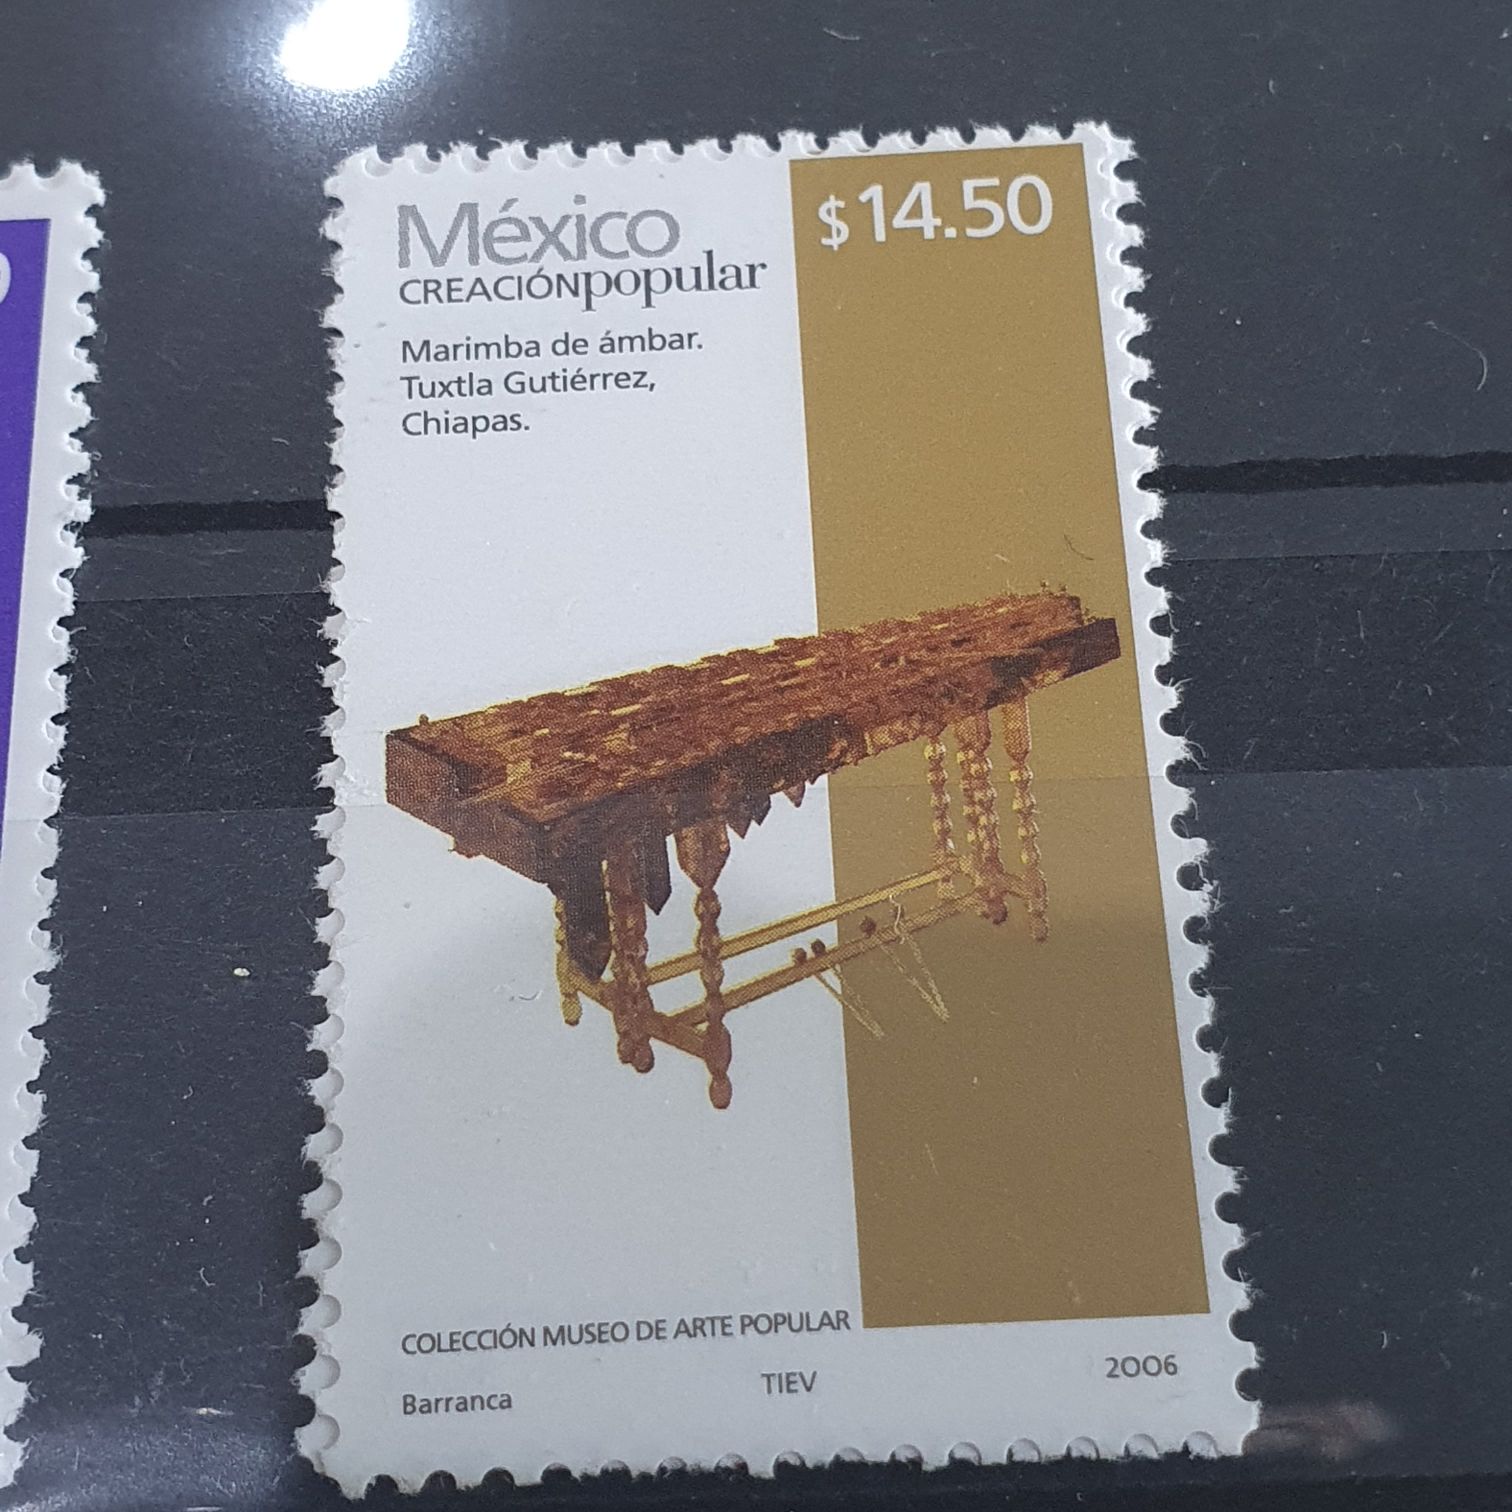 México
CREACIÓNpopular
$14.50
Marimba de ámbar.
Tuxtla Gutiérrez,
Chiapas.
COLECCIÓN MUSEO DE ARTE POPULAR
Barranca
TIEV
2006